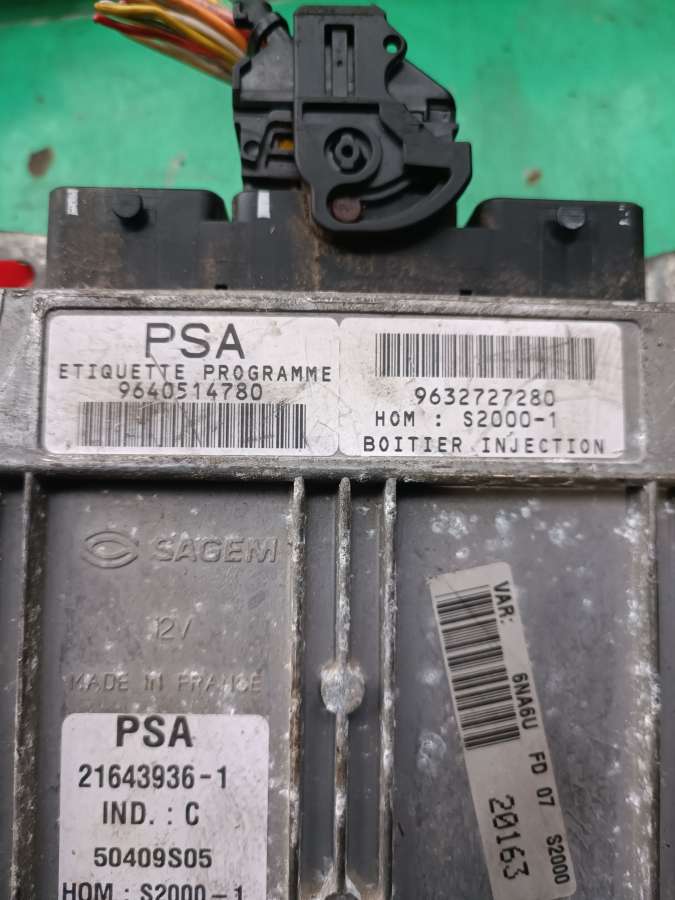 PSA
ETIQUETTE PROGRAMME
9640514780
9632727280
HOM : S2000-1
BOITIER INJECTION
SAGEM
12V
MADE IN FRANCE
PSA
21643936-1
IND. : C
50409S05
HOM : S2000-1
VAR: 6NA6U FD 07 S2000
20163